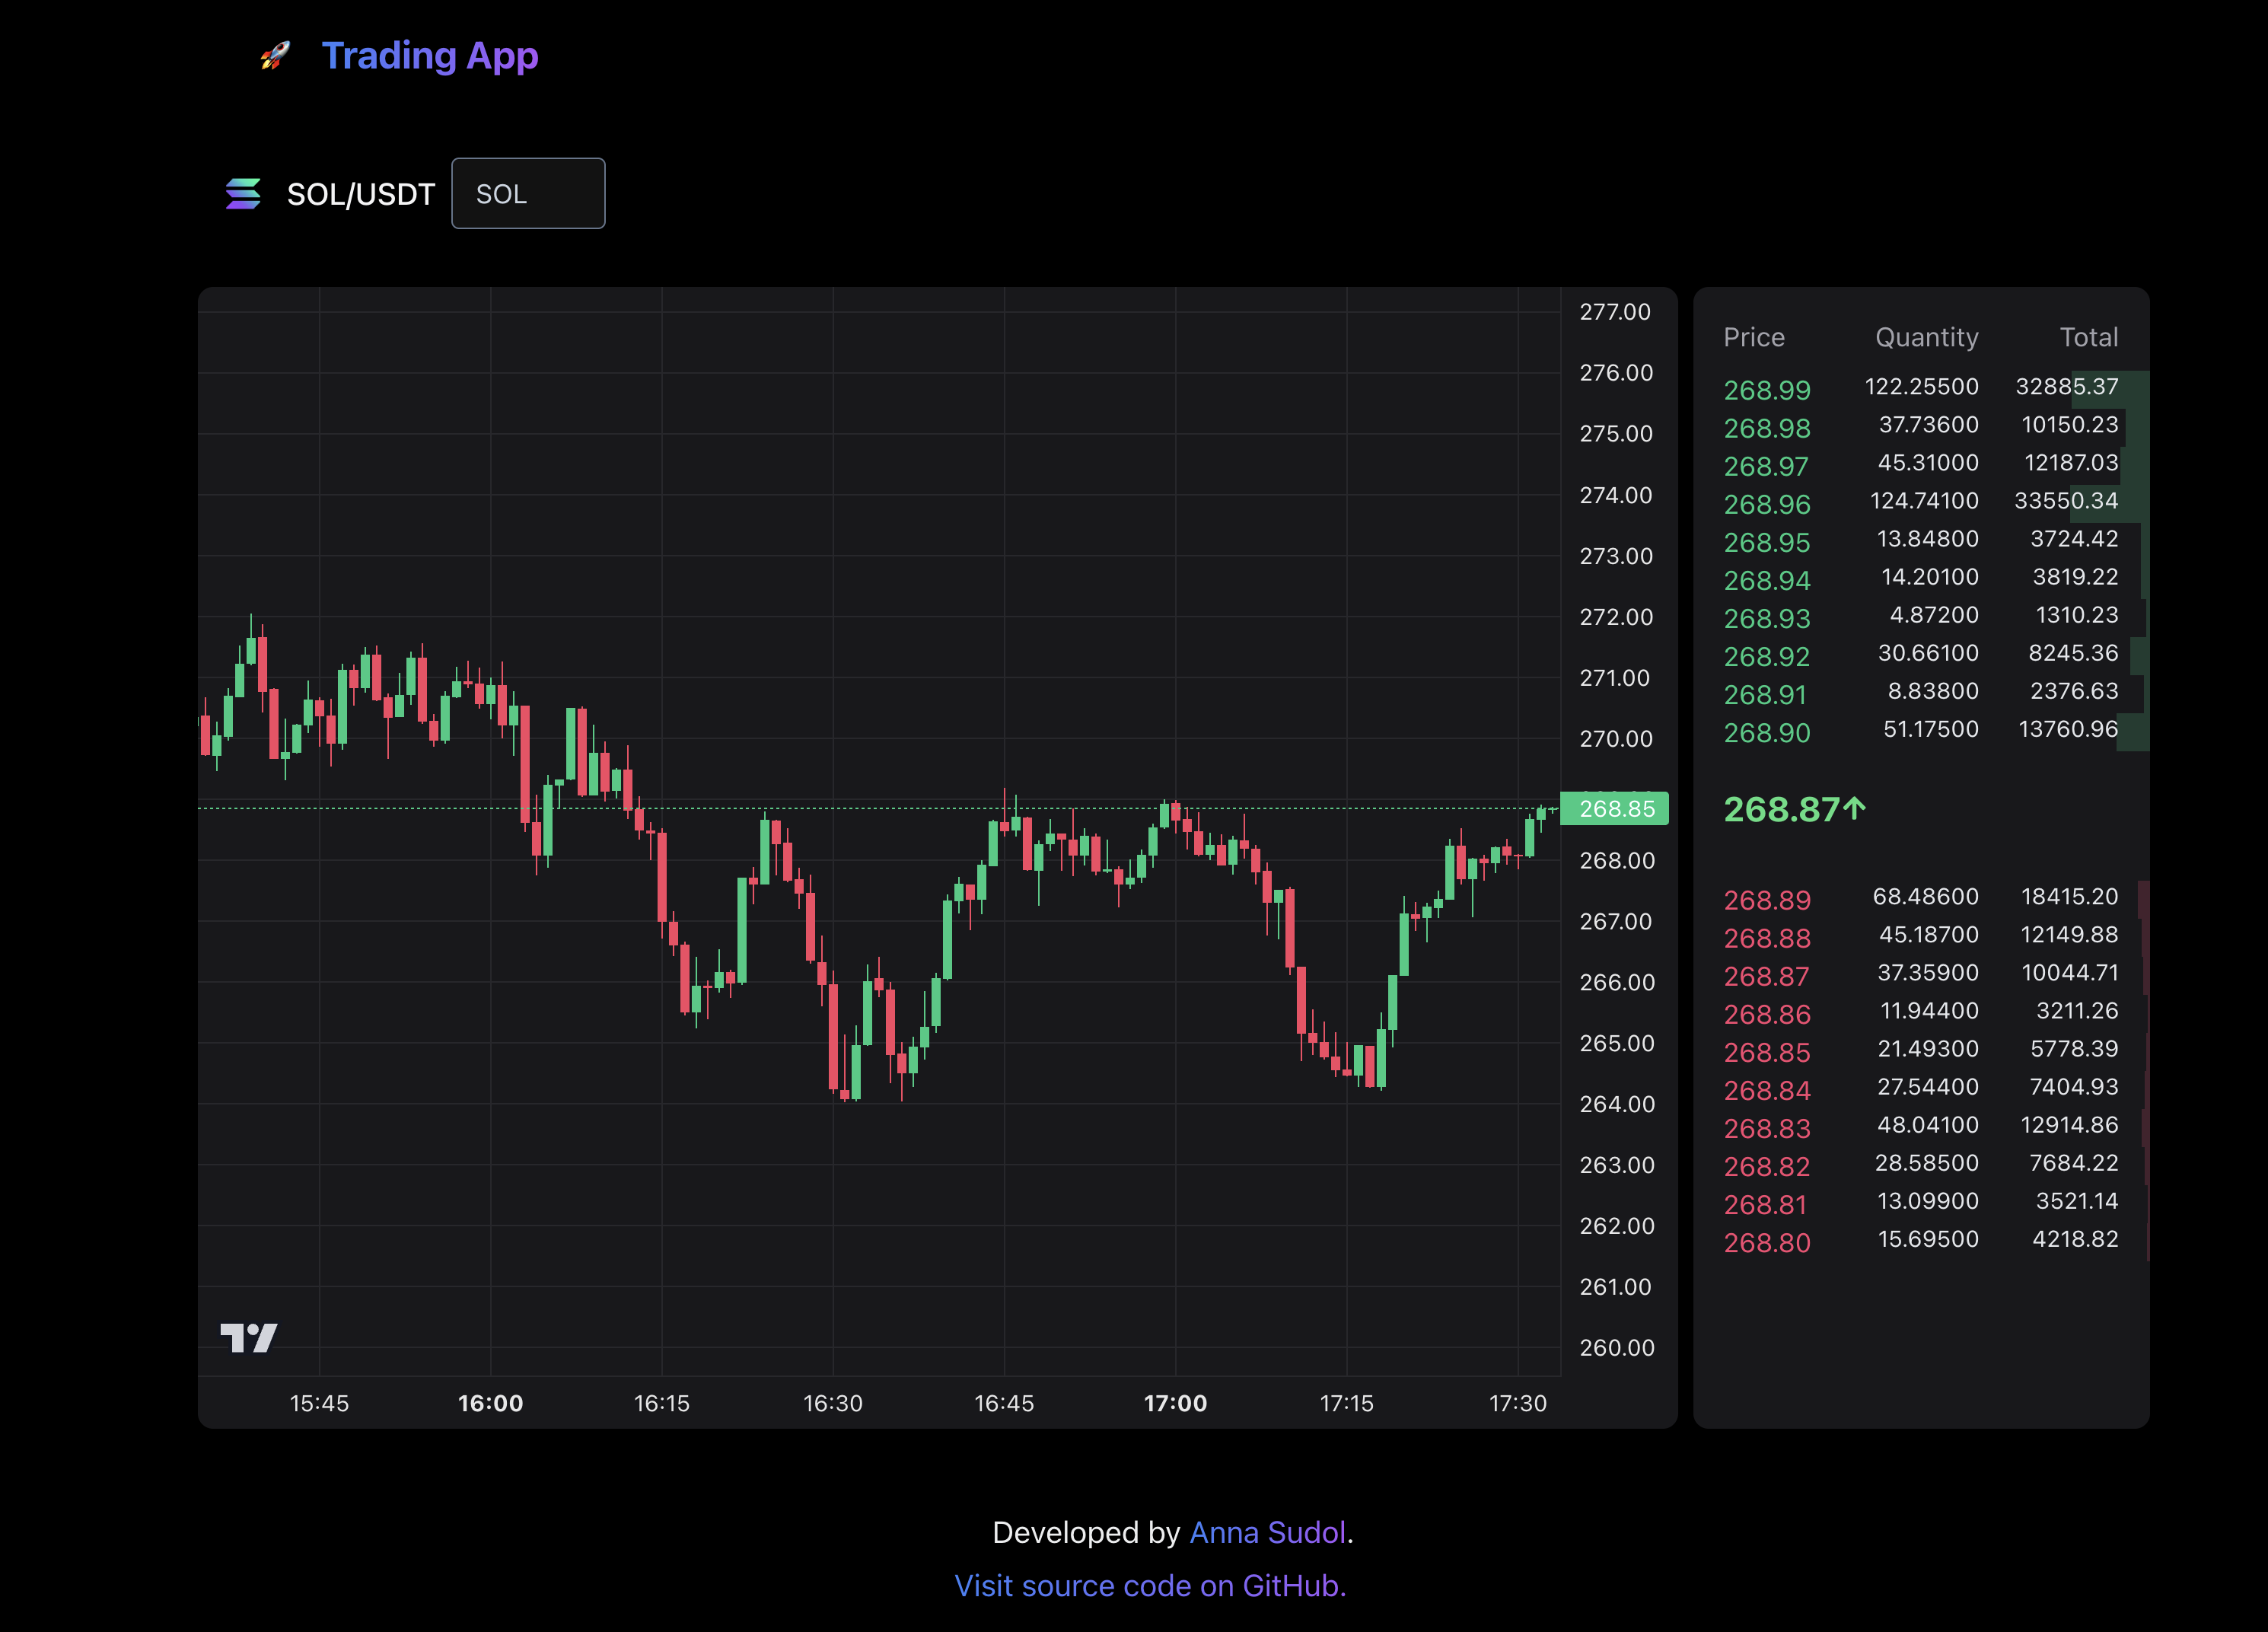 🚀 Trading App
SOL/USDT SOL
277.00
276.00
275.00
274.00
273.00
272.00
271.00
270.00
268.85
268.00
267.00
266.00
265.00
264.00
263.00
262.00
261.00
260.00
15:45 16:00 16:15 16:30 16:45 17:00 17:15 17:30
Price Quantity Total
268.99 122.25500 32885.37
268.98 37.73600 10150.23
268.97 45.31000 12187.03
268.96 124.74100 33550.34
268.95 13.84800 3724.42
268.94 14.20100 3819.22
268.93 4.87200 1310.23
268.92 30.66100 8245.36
268.91 8.83800 2376.63
268.90 51.17500 13760.96
268.87↑
268.89 68.48600 18415.20
268.88 45.18700 12149.88
268.87 37.35900 10044.71
268.86 11.94400 3211.26
268.85 21.49300 5778.39
268.84 27.54400 7404.93
268.83 48.04100 12914.86
268.82 28.58500 7684.22
268.81 13.09900 3521.14
268.80 15.69500 4218.82
Developed by Anna Sudol.
Visit source code on GitHub.